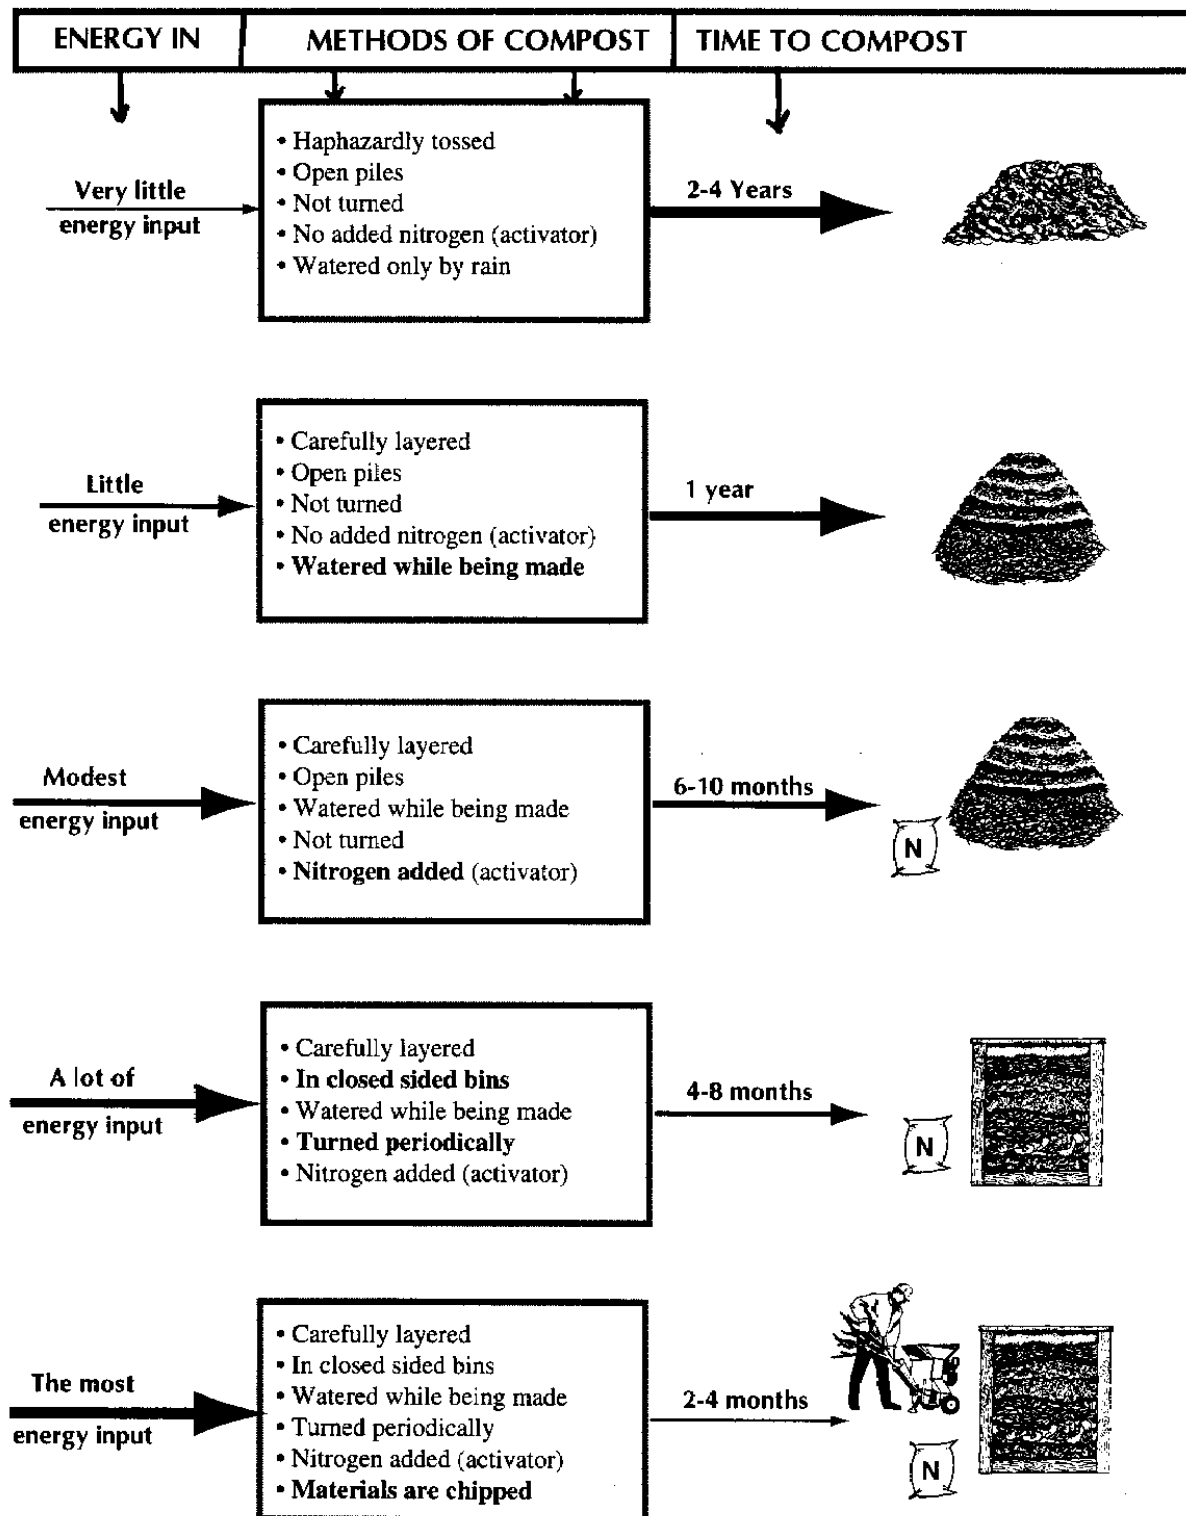 ENERGY IN
METHODS OF COMPOST
TIME TO COMPOST
Very little
energy input
• Haphazardly tossed
• Open piles
• Not turned
• No added nitrogen (activator)
• Watered only by rain
2-4 Years
Little
energy input
• Carefully layered
• Open piles
• Not turned
• No added nitrogen (activator)
• Watered while being made
1 year
Modest
energy input
• Carefully layered
• Open piles
• Watered while being made
• Not turned
• Nitrogen added (activator)
6-10 months
N
A lot of
energy input
• Carefully layered
• In closed sided bins
• Watered while being made
• Turned periodically
• Nitrogen added (activator)
4-8 months
N
The most
energy input
• Carefully layered
• In closed sided bins
• Watered while being made
• Turned periodically
• Nitrogen added (activator)
• Materials are chipped
2-4 months
N